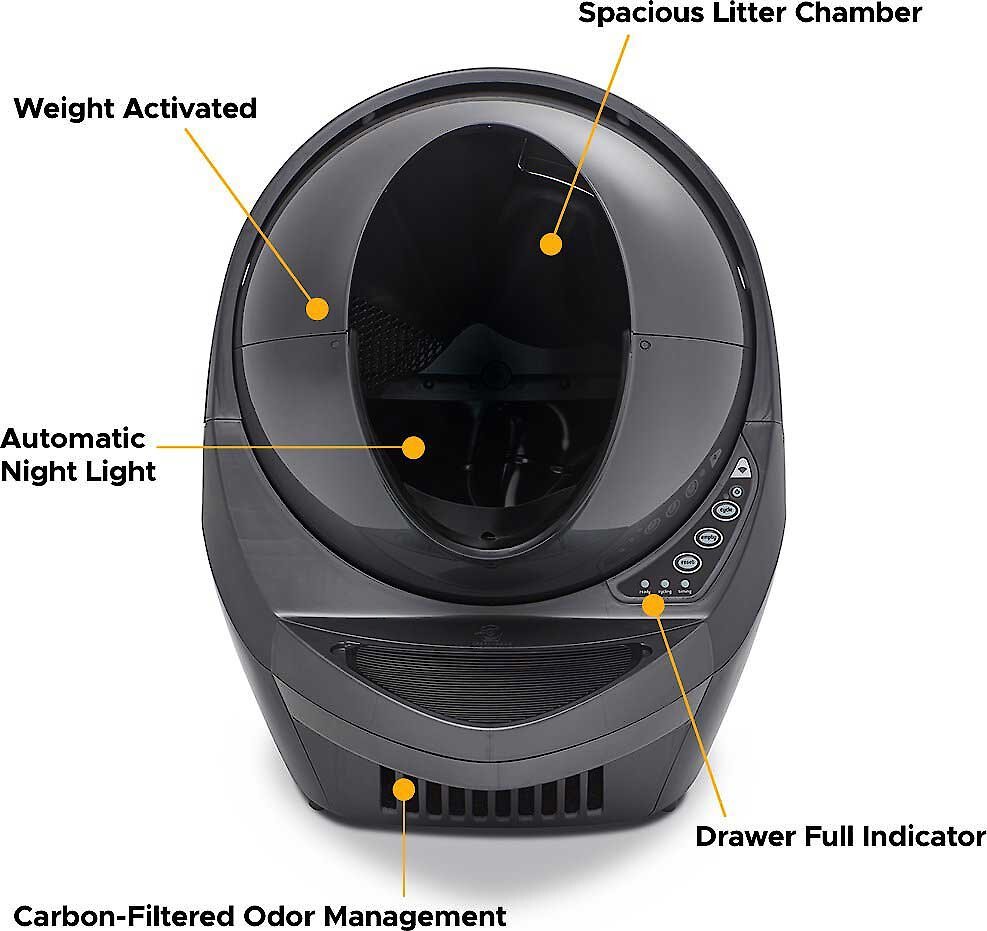 Spacious Litter Chamber
Weight Activated
Automatic
Night Light
cycle
empty
reset
ready cycling timing
Drawer Full Indicator
Carbon-Filtered Odor Management